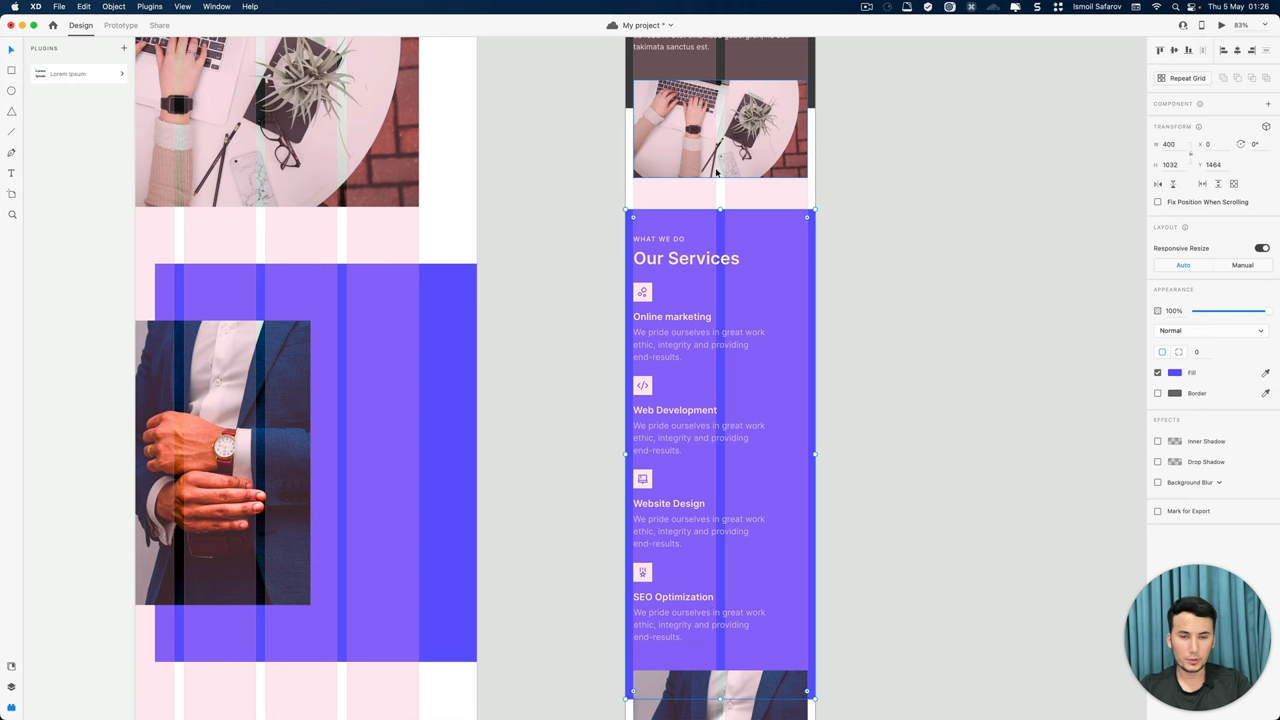 XD File Edit Object Plugins View Window Help
Ismoil Safarov Thu 5 May 01:26
Design Prototype Share
My project *
83%
PLUGINS
Lorem Ipsum
takimata sanctus est.
WHAT WE DO
Our Services
Online marketing
We pride ourselves in great work
ethic, integrity and providing
end-results.
Web Development
We pride ourselves in great work
ethic, integrity and providing
end-results.
Website Design
We pride ourselves in great work
ethic, integrity and providing
end-results.
SEO Optimization
We pride ourselves in great work
ethic, integrity and providing
end-results.
Repeat Grid
COMPONENT
TRANSFORM
W 400 X 0 0°
H 1032 Y 1464
Fix Position When Scrolling
LAYOUT
Responsive Resize
Auto Manual
APPEARANCE
100%
Normal
0
Fill
Border
EFFECTS
Inner Shadow
Drop Shadow
Background Blur
Mark for Export